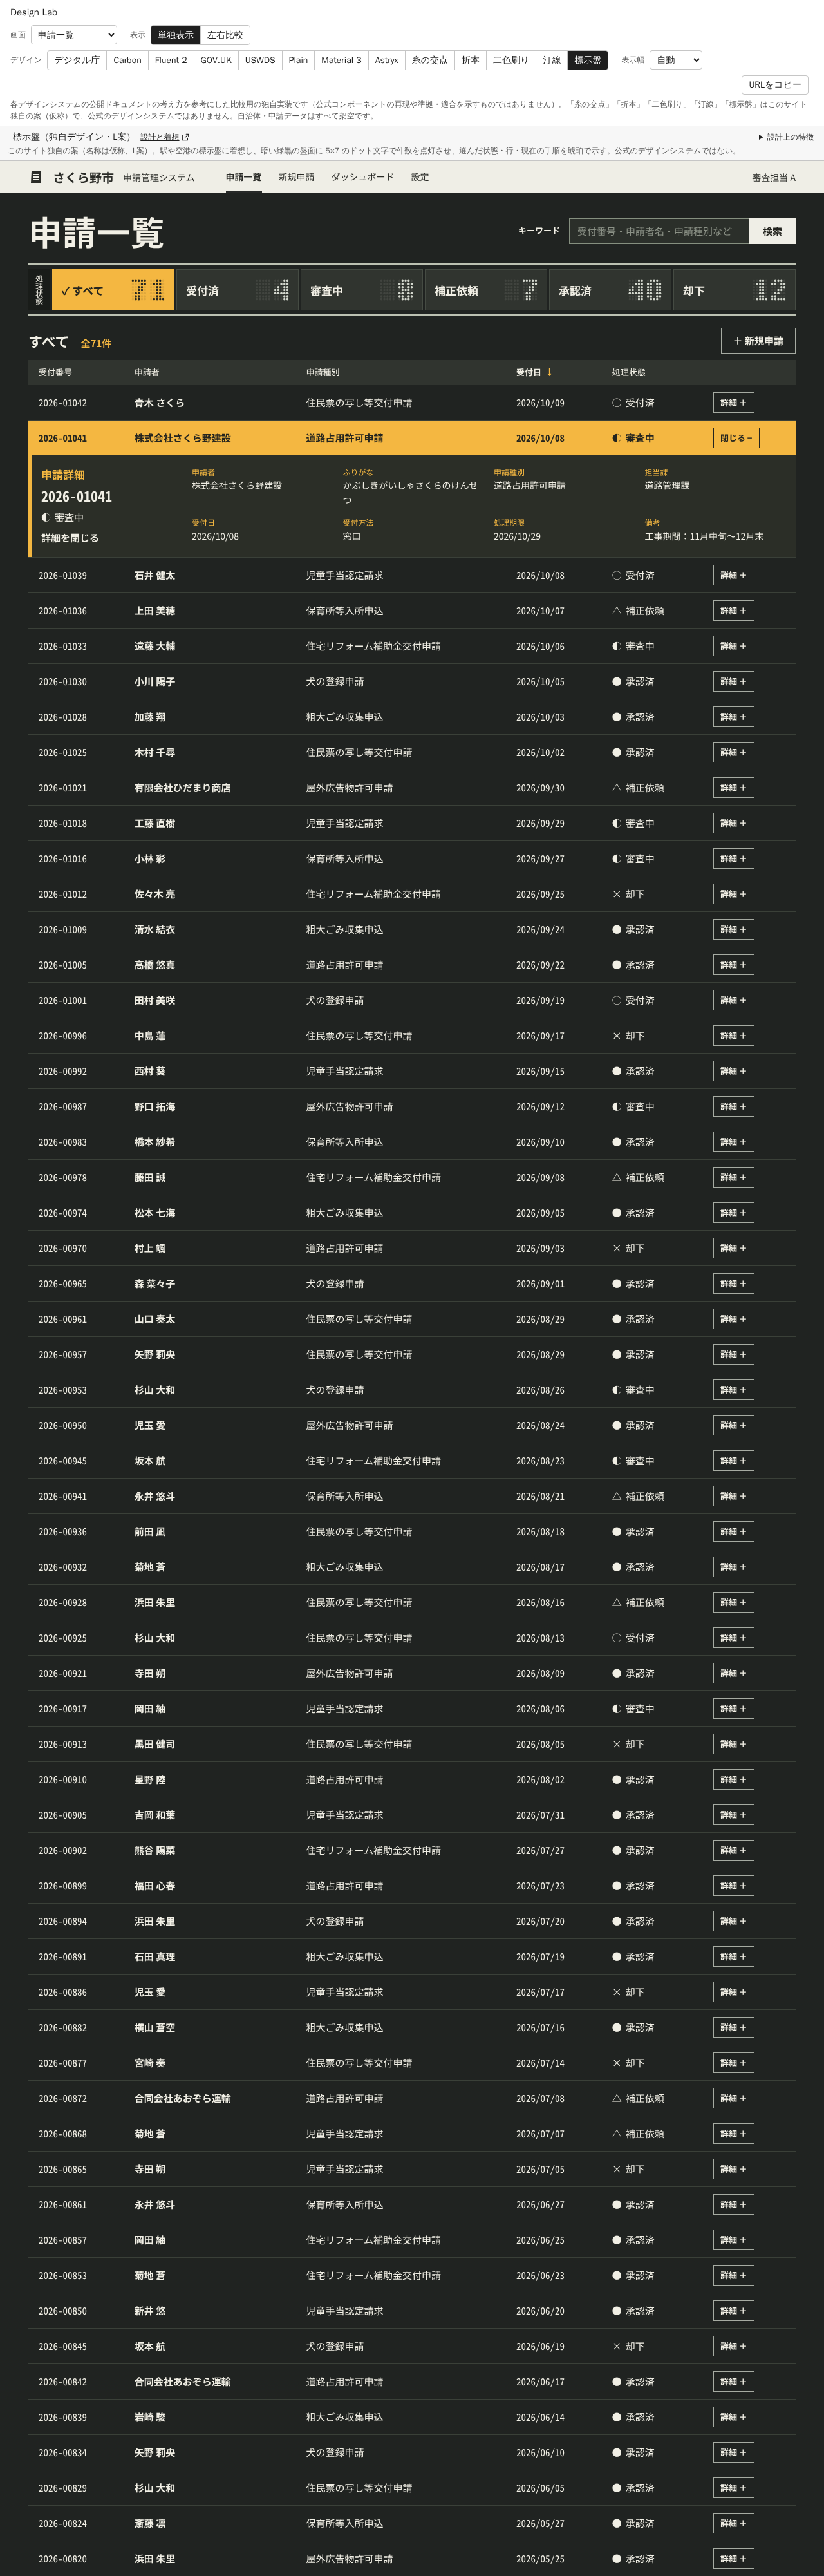 Design Lab
画面 申請一覧 表示 単独表示 左右比較
デザイン デジタル庁 Carbon Fluent 2 GOV.UK USWDS Plain Material 3 Astryx 糸の交点 折本 二色刷り 汀線 標示盤 表示幅 自動
URLをコピー
各デザインシステムの公開ドキュメントの考え方を参考にした比較用の独自実装です（公式コンポーネントの再現や準拠・適合を示すものではありません）。「糸の交点」「折本」「二色刷り」「汀線」「標示盤」はこのサイト
独自の案（仮称）で、公式のデザインシステムではありません。自治体・申請データはすべて架空です。
標示盤（独自デザイン・L案） 設計と着想 ▶ 設計上の特徴
このサイト独自の案（名称は仮称、L案）。駅や空港の標示盤に着想し、暗い緑黒の盤面に 5×7 のドット文字で件数を点灯させ、選んだ状態・行・現在の手順を琥珀で示す。公式のデザインシステムではない。
さくら野市 申請管理システム 申請一覧 新規申請 ダッシュボード 設定 審査担当 A
申請一覧 キーワード 受付番号・申請者名・申請種別など 検索
処理状態 ✓すべて 71 受付済 4 審査中 8 補正依頼 7 承認済 40 却下 12
すべて 全71件 ＋ 新規申請
受付番号 申請者 申請種別 受付日 ↓ 処理状態
2026-01042 青木 さくら 住民票の写し等交付申請 2026/10/09 ○ 受付済 詳細 ＋
2026-01041 株式会社さくら野建設 道路占用許可申請 2026/10/08 ◐ 審査中 閉じる −
申請詳細 申請者 ふりがな 申請種別 担当課
2026-01041 株式会社さくら野建設 かぶしきがいしゃさくらのけんせつ 道路占用許可申請 道路管理課
◐ 審査中 受付日 受付方法 処理期限 備考
詳細を閉じる 2026/10/08 窓口 2026/10/29 工事期間：11月中旬〜12月末
2026-01039 石井 健太 児童手当認定請求 2026/10/08 ○ 受付済 詳細 ＋
2026-01036 上田 美穂 保育所等入所申込 2026/10/07 △ 補正依頼 詳細 ＋
2026-01033 遠藤 大輔 住宅リフォーム補助金交付申請 2026/10/06 ◐ 審査中 詳細 ＋
2026-01030 小川 陽子 犬の登録申請 2026/10/05 ● 承認済 詳細 ＋
2026-01028 加藤 翔 粗大ごみ収集申込 2026/10/03 ● 承認済 詳細 ＋
2026-01025 木村 千尋 住民票の写し等交付申請 2026/10/02 ● 承認済 詳細 ＋
2026-01021 有限会社ひだまり商店 屋外広告物許可申請 2026/09/30 △ 補正依頼 詳細 ＋
2026-01018 工藤 直樹 児童手当認定請求 2026/09/29 ◐ 審査中 詳細 ＋
2026-01016 小林 彩 保育所等入所申込 2026/09/27 ◐ 審査中 詳細 ＋
2026-01012 佐々木 亮 住宅リフォーム補助金交付申請 2026/09/25 × 却下 詳細 ＋
2026-01009 清水 結衣 粗大ごみ収集申込 2026/09/24 ● 承認済 詳細 ＋
2026-01005 高橋 悠真 道路占用許可申請 2026/09/22 ● 承認済 詳細 ＋
2026-01001 田村 美咲 犬の登録申請 2026/09/19 ○ 受付済 詳細 ＋
2026-00996 中島 蓮 住民票の写し等交付申請 2026/09/17 × 却下 詳細 ＋
2026-00992 西村 葵 児童手当認定請求 2026/09/15 ● 承認済 詳細 ＋
2026-00987 野口 拓海 屋外広告物許可申請 2026/09/12 ◐ 審査中 詳細 ＋
2026-00983 橋本 紗希 保育所等入所申込 2026/09/10 ● 承認済 詳細 ＋
2026-00978 藤田 誠 住宅リフォーム補助金交付申請 2026/09/08 △ 補正依頼 詳細 ＋
2026-00974 松本 七海 粗大ごみ収集申込 2026/09/05 ● 承認済 詳細 ＋
2026-00970 村上 颯 道路占用許可申請 2026/09/03 × 却下 詳細 ＋
2026-00965 森 菜々子 犬の登録申請 2026/09/01 ● 承認済 詳細 ＋
2026-00961 山口 奏太 住民票の写し等交付申請 2026/08/29 ● 承認済 詳細 ＋
2026-00957 矢野 莉央 住民票の写し等交付申請 2026/08/29 ● 承認済 詳細 ＋
2026-00953 杉山 大和 犬の登録申請 2026/08/26 ◐ 審査中 詳細 ＋
2026-00950 児玉 愛 屋外広告物許可申請 2026/08/24 ● 承認済 詳細 ＋
2026-00945 坂本 航 住宅リフォーム補助金交付申請 2026/08/23 ◐ 審査中 詳細 ＋
2026-00941 永井 悠斗 保育所等入所申込 2026/08/21 △ 補正依頼 詳細 ＋
2026-00936 前田 凪 住民票の写し等交付申請 2026/08/18 ● 承認済 詳細 ＋
2026-00932 菊地 蒼 粗大ごみ収集申込 2026/08/17 ● 承認済 詳細 ＋
2026-00928 浜田 朱里 住民票の写し等交付申請 2026/08/16 △ 補正依頼 詳細 ＋
2026-00925 杉山 大和 住民票の写し等交付申請 2026/08/13 ○ 受付済 詳細 ＋
2026-00921 寺田 朔 屋外広告物許可申請 2026/08/09 ● 承認済 詳細 ＋
2026-00917 岡田 紬 児童手当認定請求 2026/08/06 ◐ 審査中 詳細 ＋
2026-00913 黒田 健司 住民票の写し等交付申請 2026/08/05 × 却下 詳細 ＋
2026-00910 星野 陸 道路占用許可申請 2026/08/02 ● 承認済 詳細 ＋
2026-00905 吉岡 和葉 児童手当認定請求 2026/07/31 ● 承認済 詳細 ＋
2026-00902 熊谷 陽菜 住宅リフォーム補助金交付申請 2026/07/27 ● 承認済 詳細 ＋
2026-00899 福田 心春 道路占用許可申請 2026/07/23 ● 承認済 詳細 ＋
2026-00894 浜田 朱里 犬の登録申請 2026/07/20 ● 承認済 詳細 ＋
2026-00891 石田 真理 粗大ごみ収集申込 2026/07/19 ● 承認済 詳細 ＋
2026-00886 児玉 愛 児童手当認定請求 2026/07/17 × 却下 詳細 ＋
2026-00882 横山 蒼空 粗大ごみ収集申込 2026/07/16 ● 承認済 詳細 ＋
2026-00877 宮崎 奏 住民票の写し等交付申請 2026/07/14 × 却下 詳細 ＋
2026-00872 合同会社あおぞら運輸 道路占用許可申請 2026/07/08 △ 補正依頼 詳細 ＋
2026-00868 菊地 蒼 児童手当認定請求 2026/07/07 △ 補正依頼 詳細 ＋
2026-00865 寺田 朔 児童手当認定請求 2026/07/05 × 却下 詳細 ＋
2026-00861 永井 悠斗 保育所等入所申込 2026/06/27 ● 承認済 詳細 ＋
2026-00857 岡田 紬 住宅リフォーム補助金交付申請 2026/06/25 ● 承認済 詳細 ＋
2026-00853 菊地 蒼 住宅リフォーム補助金交付申請 2026/06/23 ● 承認済 詳細 ＋
2026-00850 新井 悠 児童手当認定請求 2026/06/20 ● 承認済 詳細 ＋
2026-00845 坂本 航 犬の登録申請 2026/06/19 × 却下 詳細 ＋
2026-00842 合同会社あおぞら運輸 道路占用許可申請 2026/06/17 ● 承認済 詳細 ＋
2026-00839 岩崎 駿 粗大ごみ収集申込 2026/06/14 ● 承認済 詳細 ＋
2026-00834 矢野 莉央 犬の登録申請 2026/06/10 ● 承認済 詳細 ＋
2026-00829 杉山 大和 住民票の写し等交付申請 2026/06/05 ● 承認済 詳細 ＋
2026-00824 斎藤 凛 保育所等入所申込 2026/05/27 ● 承認済 詳細 ＋
2026-00820 浜田 朱里 屋外広告物許可申請 2026/05/25 ● 承認済 詳細 ＋